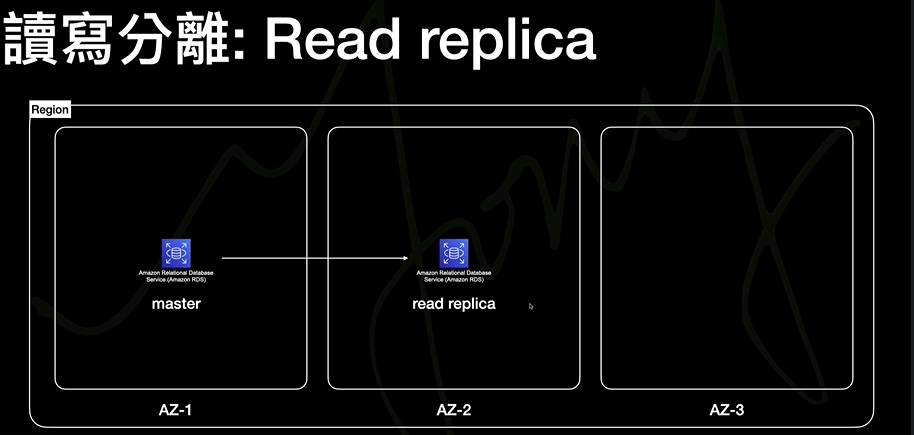 讀寫分離: Read replica
Region
Amazon Relational Database
Service (Amazon RDS)
master
Amazon Relational Database
Service (Amazon RDS)
read replica
AZ-1
AZ-2
AZ-3